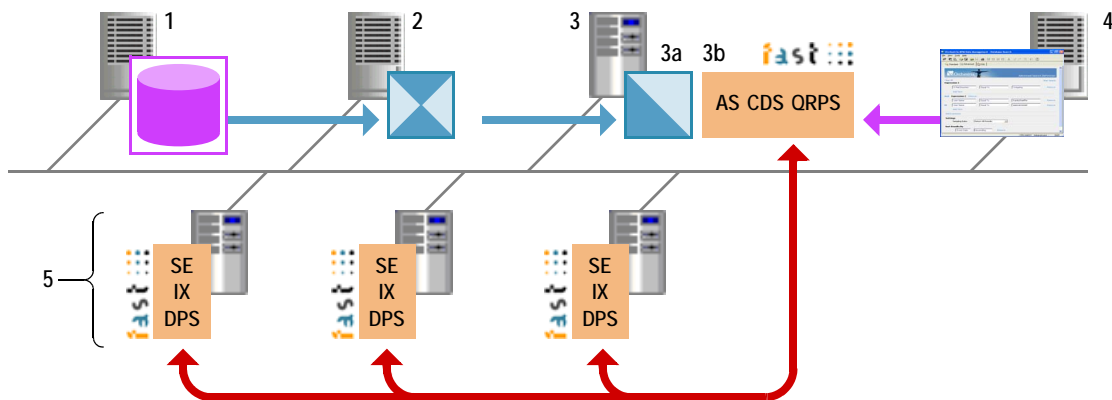 1
2
3
4
3a
3b
fast
AS CDS QRPS
5
SE
IX
DPS
fast
SE
IX
DPS
fast
SE
IX
DPS
fast